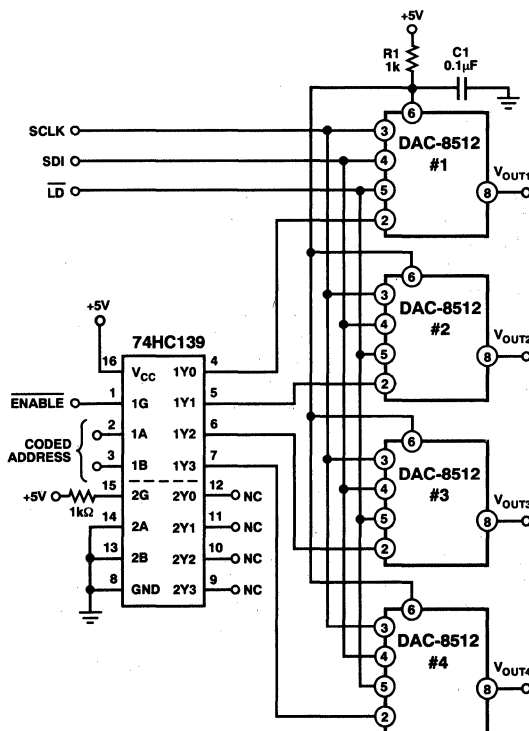 +5V
R1
1k
C1
0.1µF
6
SCLK
3
DAC-8512
SDI
4
#1
LD
5
VOUT1
8
2
6
3
DAC-8512
4
#2
+5V
5
VOUT2
8
74HC139
2
16
VCC
1Y0
4
ENABLE
1
1G
1Y1
5
CODED
ADDRESS
2
1A
1Y2
6
3
1B
1Y3
7
+5V
1kΩ
15
2G
2Y0
12
NC
14
2A
2Y1
11
NC
13
2B
2Y2
10
NC
8
GND
2Y3
9
NC
6
3
DAC-8512
4
#3
5
VOUT3
8
2
6
3
DAC-8512
4
#4
5
VOUT4
8
2